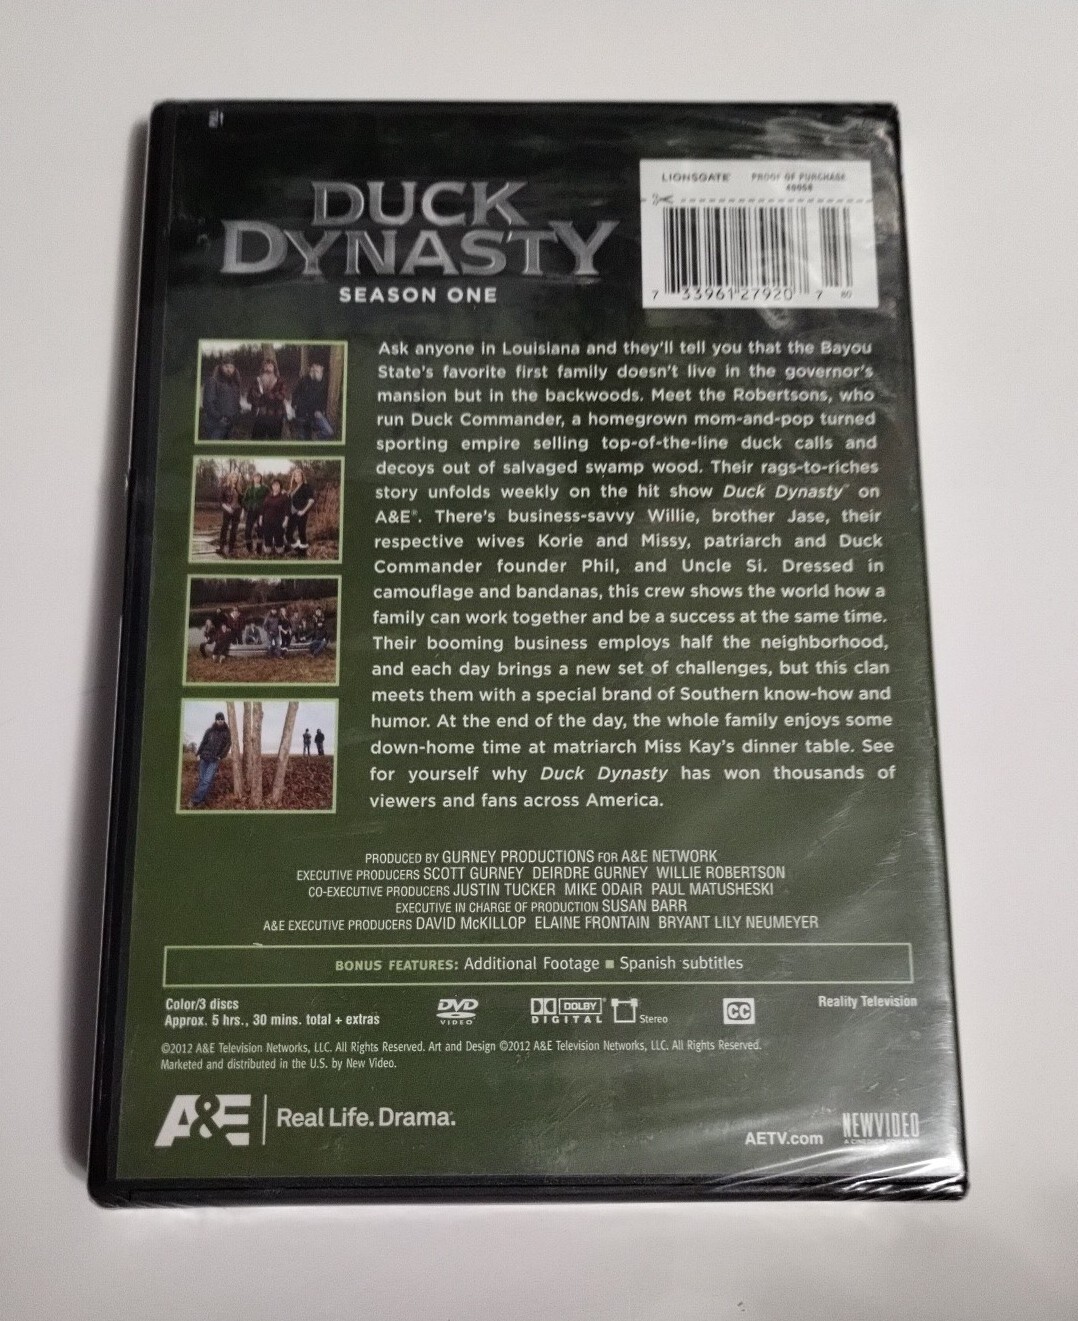 DUCK
DYNASTY
SEASON ONE
LIONSGATE PROOF OF PURCHASE
7 33961 27920 7 80
Ask anyone in Louisiana and they'll tell you that the Bayou
State's favorite first family doesn't live in the governor's
mansion but in the backwoods. Meet the Robertsons, who
run Duck Commander, a homegrown mom-and-pop turned
sporting empire selling top-of-the-line duck calls and
decoys out of salvaged swamp wood. Their rags-to-riches
story unfolds weekly on the hit show Duck Dynasty™ on
A&E®. There's business-savvy Willie, brother Jase, their
respective wives Korie and Missy, patriarch and Duck
Commander founder Phil, and Uncle Si. Dressed in
camouflage and bandanas, this crew shows the world how a
family can work together and be a success at the same time.
Their booming business employs half the neighborhood,
and each day brings a new set of challenges, but this clan
meets them with a special brand of Southern know-how and
humor. At the end of the day, the whole family enjoys some
down-home time at matriarch Miss Kay's dinner table. See
for yourself why Duck Dynasty has won thousands of
viewers and fans across America.
PRODUCED BY GURNEY PRODUCTIONS FOR A&E NETWORK
EXECUTIVE PRODUCERS SCOTT GURNEY DEIRDRE GURNEY WILLIE ROBERTSON
CO-EXECUTIVE PRODUCERS JUSTIN TUCKER MIKE ODAIR PAUL MATUSHESKI
EXECUTIVE IN CHARGE OF PRODUCTION SUSAN BARR
A&E EXECUTIVE PRODUCERS DAVID McKILLOP ELAINE FRONTAIN BRYANT LILY NEUMEYER
BONUS FEATURES: Additional Footage ■ Spanish subtitles
Color/3 discs
Approx. 5 hrs., 30 mins. total + extras
DVD
VIDEO
DOLBY
DIGITAL
Stereo
CC
Reality Television
©2012 A&E Television Networks, LLC. All Rights Reserved. Art and Design ©2012 A&E Television Networks, LLC. All Rights Reserved.
Marketed and distributed in the U.S. by New Video.
A&E Real Life. Drama.
AETV.com
NEWVIDEO
A CINEDIGM COMPANY